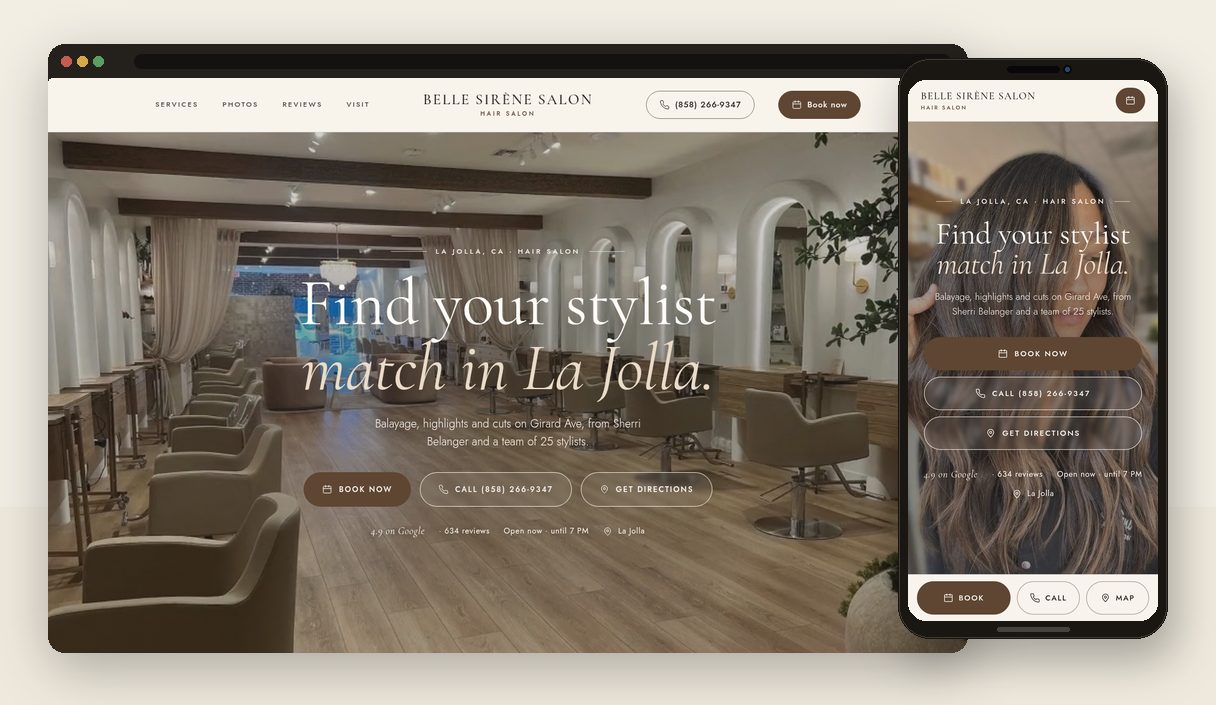 SERVICES PHOTOS REVIEWS VISIT
BELLE SIRÈNE SALON
HAIR SALON
(858) 266-9347
Book now
LA JOLLA, CA · HAIR SALON
Find your stylist
match in La Jolla.
Balayage, highlights and cuts on Girard Ave, from Sherri
Belanger and a team of 25 stylists.
BOOK NOW
CALL (858) 266-9347
GET DIRECTIONS
4.9 on Google · 634 reviews Open now · until 7 PM La Jolla
BELLE SIRÈNE SALON
HAIR SALON
LA JOLLA, CA · HAIR SALON
Find your stylist
match in La Jolla.
Balayage, highlights and cuts on Girard Ave, from
Sherri Belanger and a team of 25 stylists.
BOOK NOW
CALL (858) 266-9347
GET DIRECTIONS
4.9 on Google · 634 reviews Open now · until 7 PM
La Jolla
BOOK
CALL
MAP